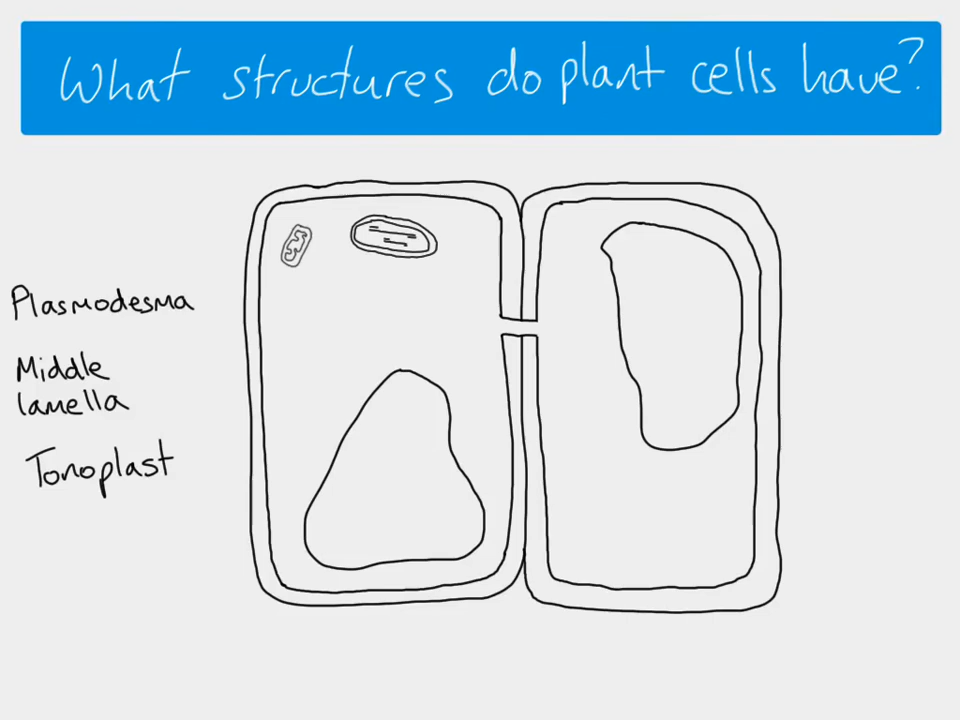 What structures do plant cells have?
Plasmodesma
Middle
lamella
Tonoplast